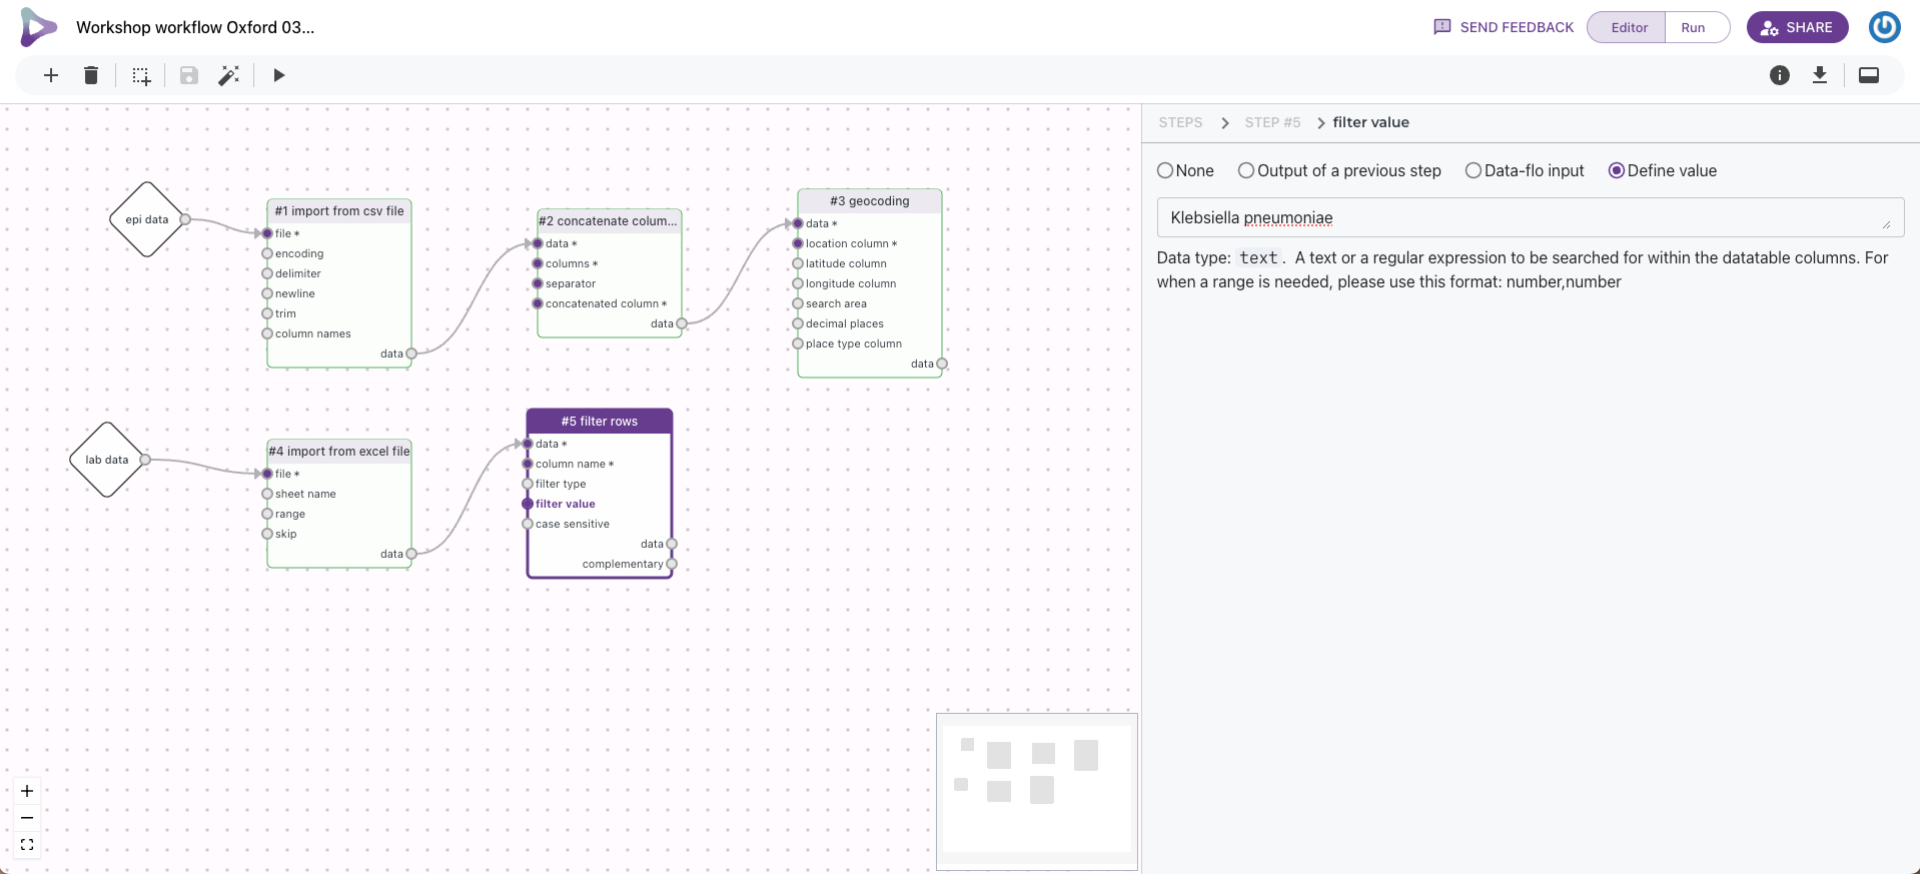 Workshop workflow Oxford 03...
SEND FEEDBACK
Editor
Run
SHARE
STEPS
STEP #5
filter value
None
Output of a previous step
Data-flo input
Define value
Klebsiella pneumoniae
Data type: text. A text or a regular expression to be searched for within the datatable columns. For
when a range is needed, please use this format: number,number
epi data
#1 import from csv file
file *
encoding
delimiter
newline
trim
column names
data
#2 concatenate colum...
data *
columns *
separator
concatenated column *
data
#3 geocoding
data *
location column *
latitude column
longitude column
search area
decimal places
place type column
data
lab data
#4 import from excel file
file *
sheet name
range
skip
data
#5 filter rows
data *
column name *
filter type
filter value
case sensitive
data
complementary